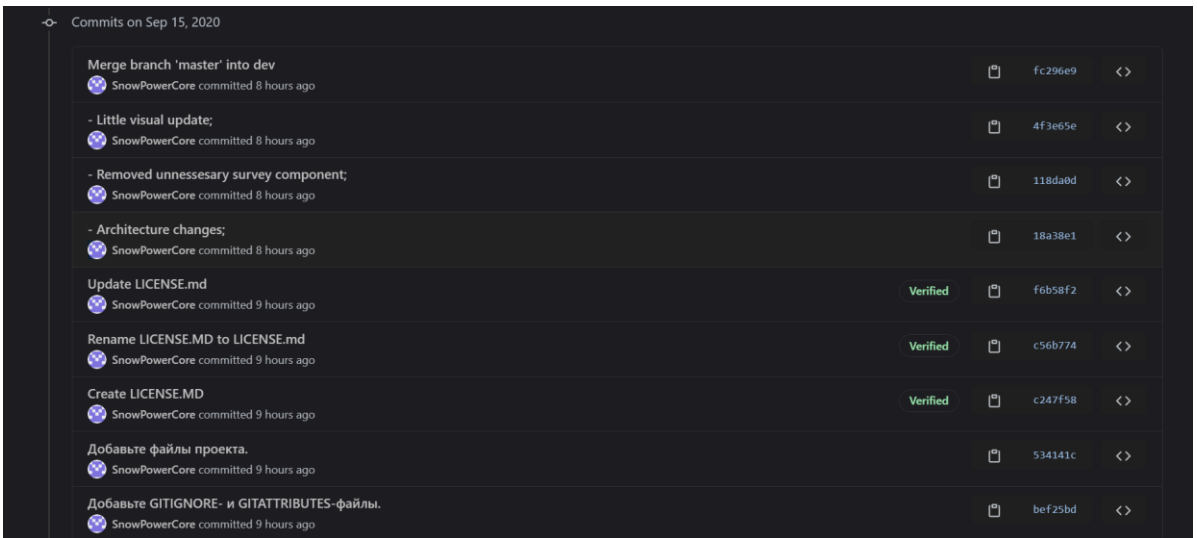 Commits on Sep 15, 2020
Merge branch 'master' into dev
fc296e9
SnowPowerCore committed 8 hours ago
- Little visual update;
4f3e65e
SnowPowerCore committed 8 hours ago
- Removed unnessesary survey component;
118da0d
SnowPowerCore committed 8 hours ago
- Architecture changes;
18a38e1
SnowPowerCore committed 8 hours ago
Update LICENSE.md
Verified f6b58f2
SnowPowerCore committed 9 hours ago
Rename LICENSE.MD to LICENSE.md
Verified c56b774
SnowPowerCore committed 9 hours ago
Create LICENSE.MD
Verified c247f58
SnowPowerCore committed 9 hours ago
Добавьте файлы проекта.
534141c
SnowPowerCore committed 9 hours ago
Добавьте GITIGNORE- и GITATTRIBUTES-файлы.
bef25bd
SnowPowerCore committed 9 hours ago